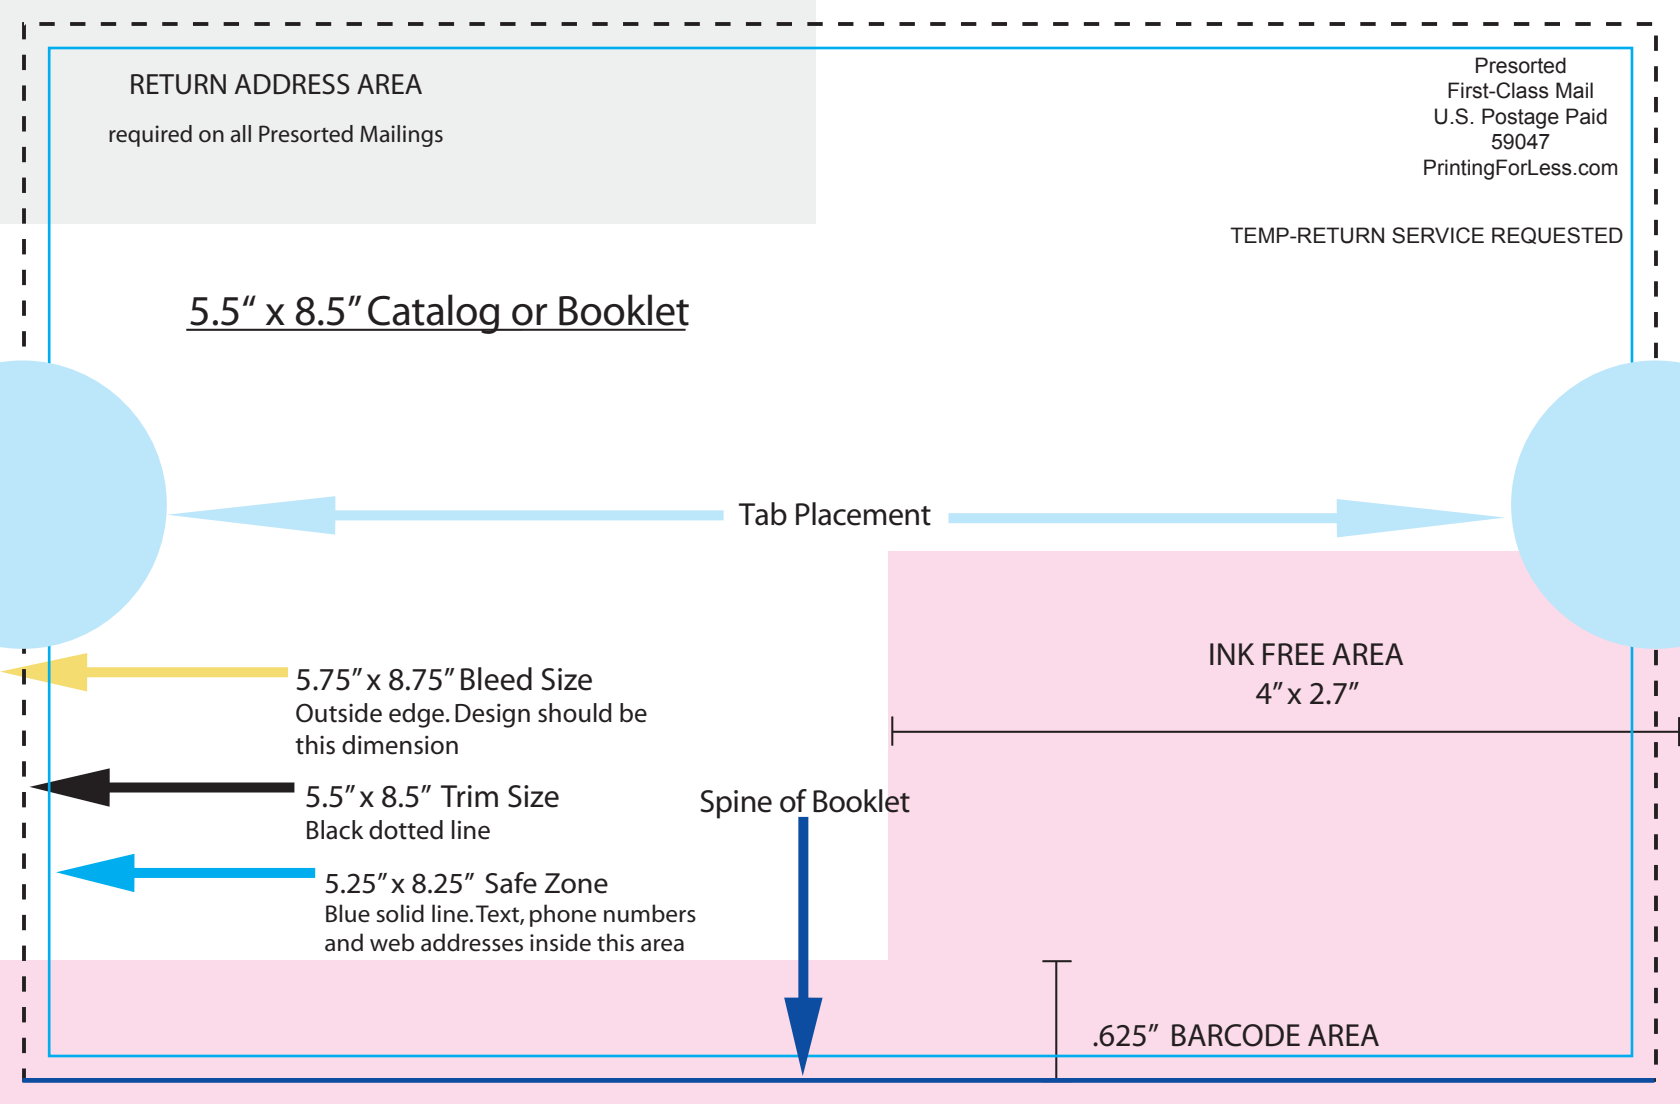 RETURN ADDRESS AREA
required on all Presorted Mailings
Presorted
First-Class Mail
U.S. Postage Paid
59047
PrintingForLess.com
TEMP-RETURN SERVICE REQUESTED
5.5“ x 8.5” Catalog or Booklet
Tab Placement
INK FREE AREA
4” x 2.7”
5.75” x 8.75” Bleed Size
Outside edge. Design should be
this dimension
5.5” x 8.5” Trim Size
Black dotted line
Spine of Booklet
5.25” x 8.25” Safe Zone
Blue solid line. Text, phone numbers
and web addresses inside this area
.625” BARCODE AREA